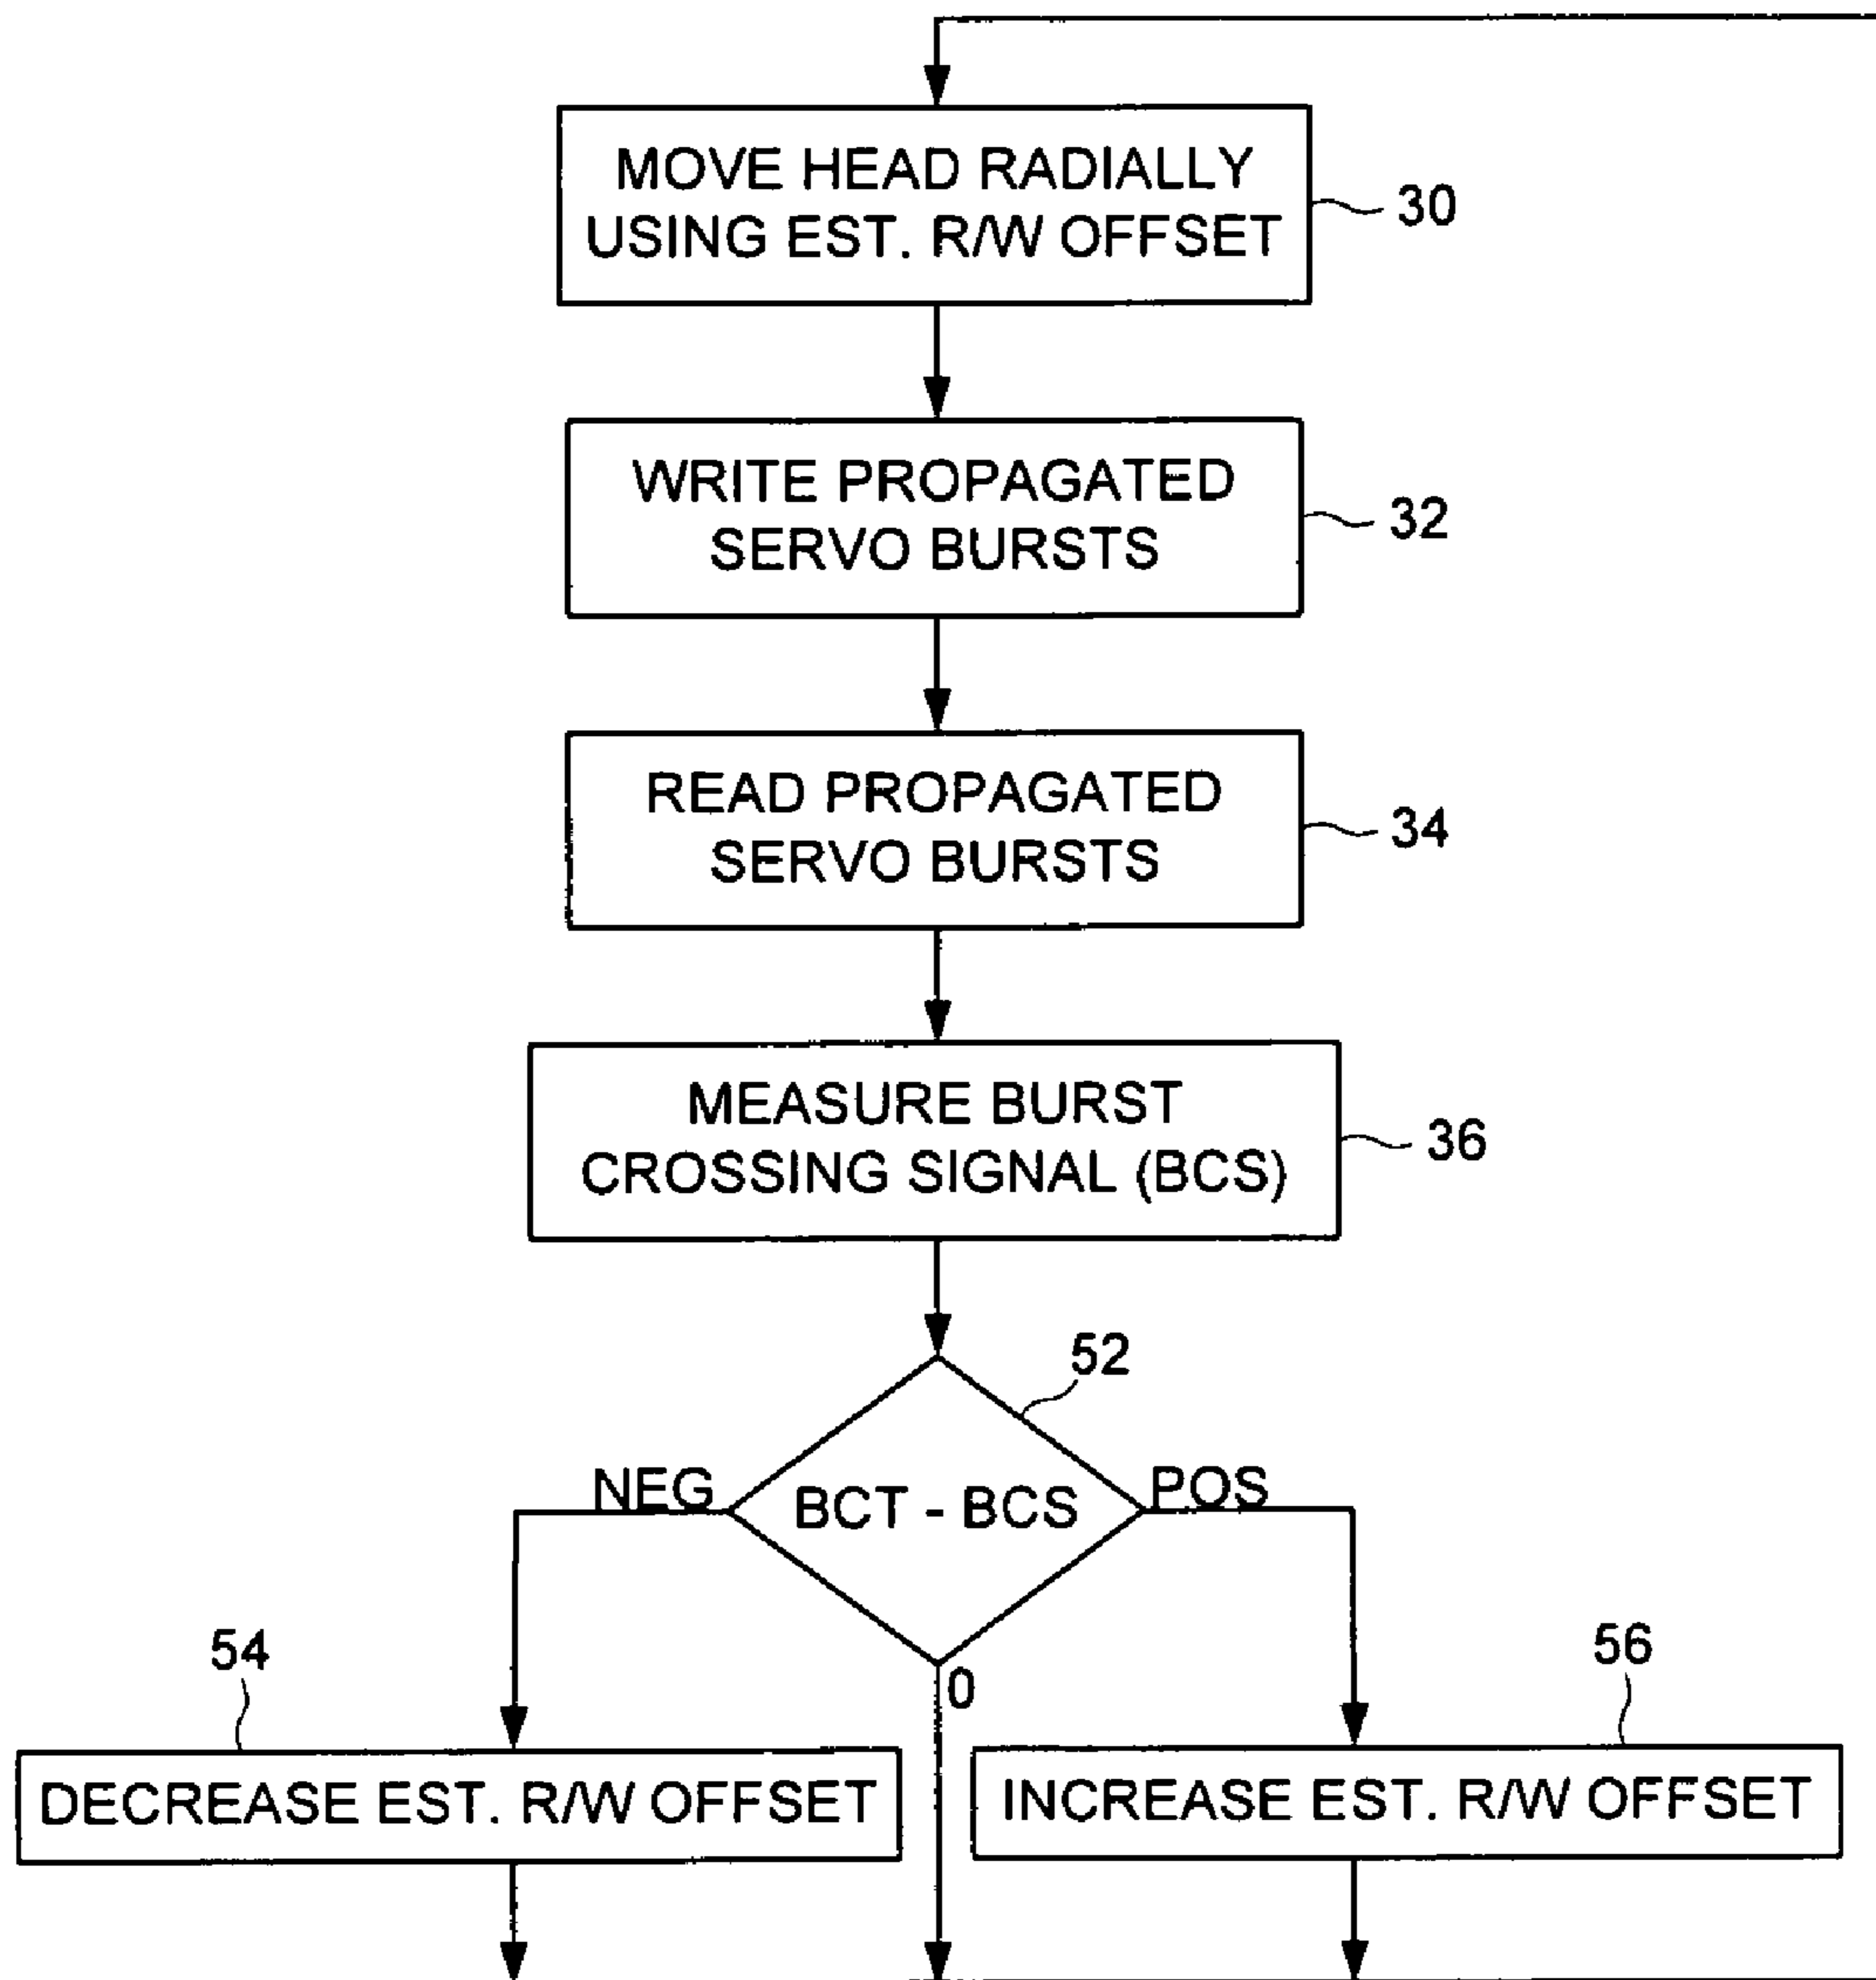 MOVE HEAD RADIALLY
USING EST. R/W OFFSET
30
WRITE PROPAGATED
SERVO BURSTS
32
READ PROPAGATED
SERVO BURSTS
34
MEASURE BURST
CROSSING SIGNAL (BCS)
36
52
NEG
BCT - BCS
POS
0
54
56
DECREASE EST. R/W OFFSET
INCREASE EST. R/W OFFSET